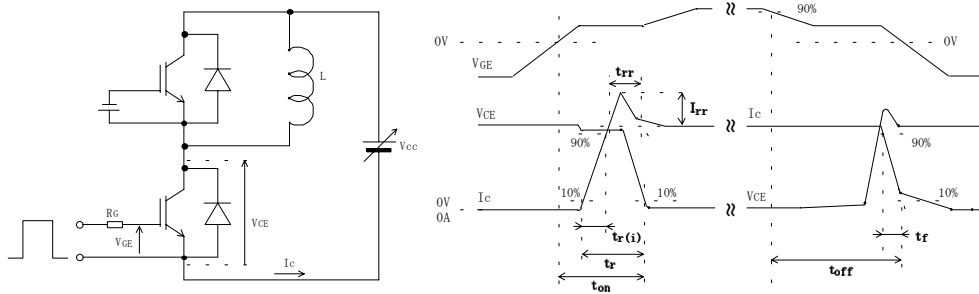 L
Vcc
RG
VGE
VCE
Ic
0V
VGE
90%
0V
trr
Irr
VCE
90%
Ic
90%
0V
0A
Ic
10%
10%
VCE
10%
tr(i)
tr
ton
tf
toff